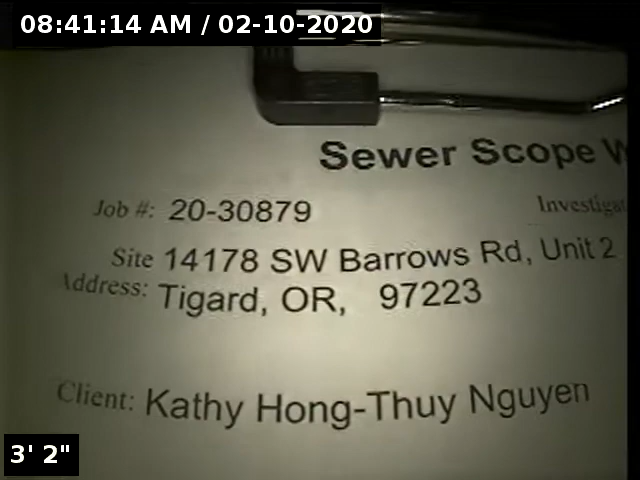 08:41:14 AM / 02-10-2020
Sewer Scope
Job #: 20-30879
Site 14178 SW Barrows Rd, Unit 2
Address: Tigard, OR, 97223
Client: Kathy Hong-Thuy Nguyen
3' 2"